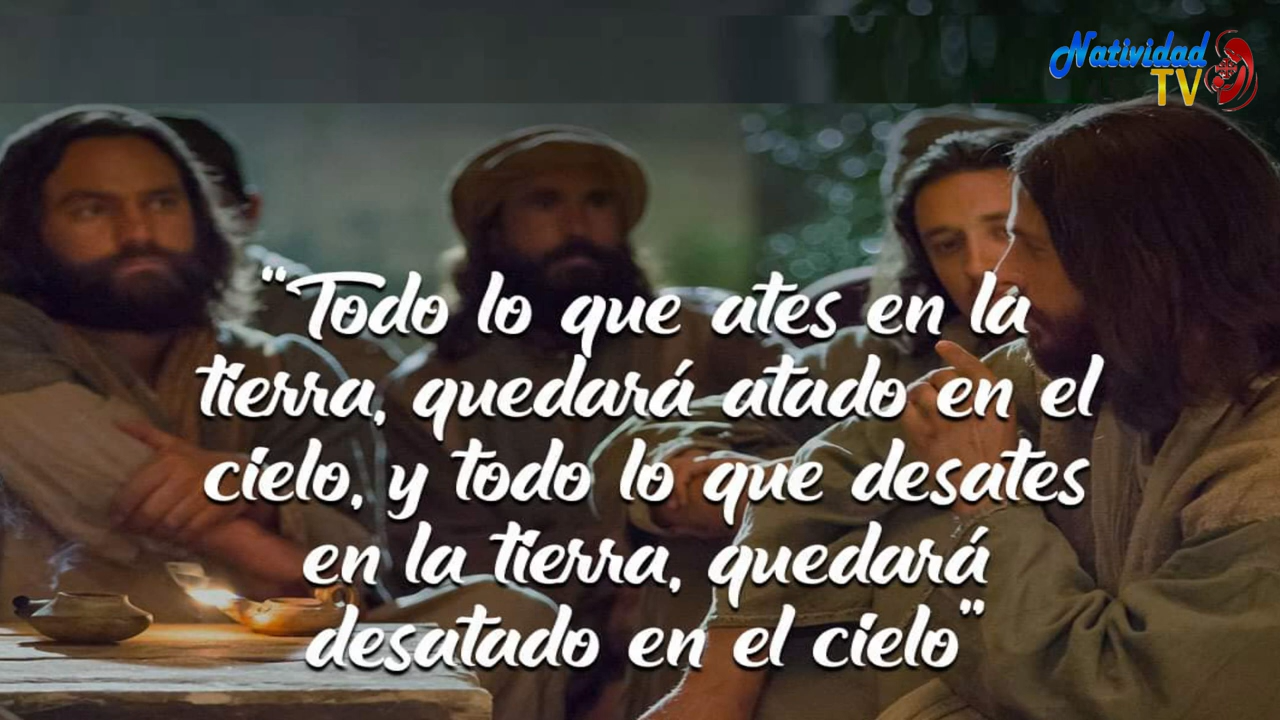 Natividad
TV
"Todo lo que ates en la
tierra, quedará atado en el
cielo, y todo lo que desates
en la tierra, quedará
desatado en el cielo"